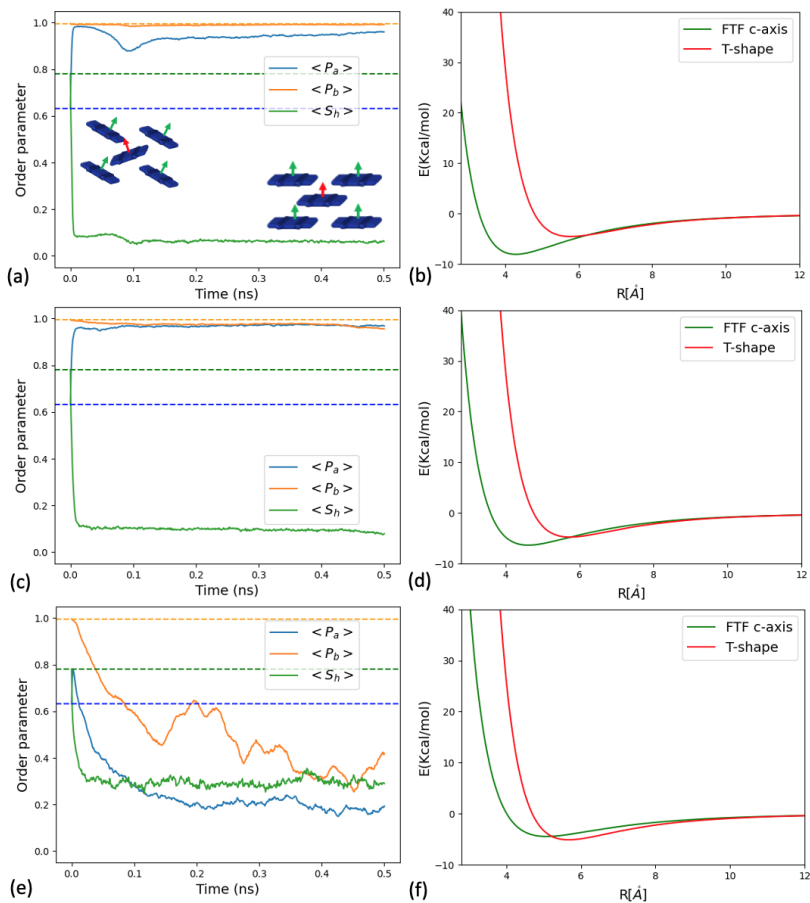 1.0
0.8
0.6
0.4
0.2
0.0
Order parameter
< P_a >
< P_b >
< S_h >
0.0 0.1 0.2 0.3 0.4 0.5
Time (ns)
(a)
40
30
20
10
0
−10
E(Kcal/mol)
FTF c-axis
T-shape
4 6 8 10 12
R[Å]
(b)
1.0
0.8
0.6
0.4
0.2
0.0
Order parameter
< P_a >
< P_b >
< S_h >
0.0 0.1 0.2 0.3 0.4 0.5
Time (ns)
(c)
40
30
20
10
0
−10
E(Kcal/mol)
FTF c-axis
T-shape
4 6 8 10 12
R[Å]
(d)
1.0
0.8
0.6
0.4
0.2
0.0
Order parameter
< P_a >
< P_b >
< S_h >
0.0 0.1 0.2 0.3 0.4 0.5
Time (ns)
(e)
40
30
20
10
0
−10
E(Kcal/mol)
FTF c-axis
T-shape
4 6 8 10 12
R[Å]
(f)